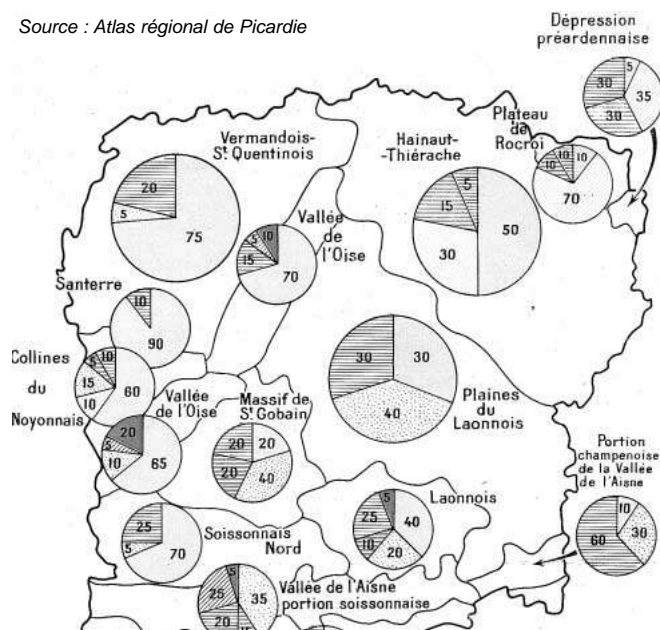 Source : Atlas régional de Picardie
Dépression
préardennaise
5
30
35
30
Plateau
de
Rocroi
10
10
10
70
Vermandois-
St Quentinois
20
5
75
Hainaut-
-Thiérache
5
15
50
30
Vallée
de
l'Oise
10
5
15
70
Santerre
10
90
Collines
du
Noyonnais
10
5
15
10
60
Vallée
de l'Oise
20
5
10
65
Massif de
St Gobain
20
20
20
40
30
30
40
Plaines
du
Laonnois
Portion
champenoise
de la Vallée
de l'Aisne
10
30
60
Laonnois
5
25
40
10
20
Soissonnais
Nord
25
5
70
Vallée de l'Aisne
portion soissonnaise
5
25
35
20
15